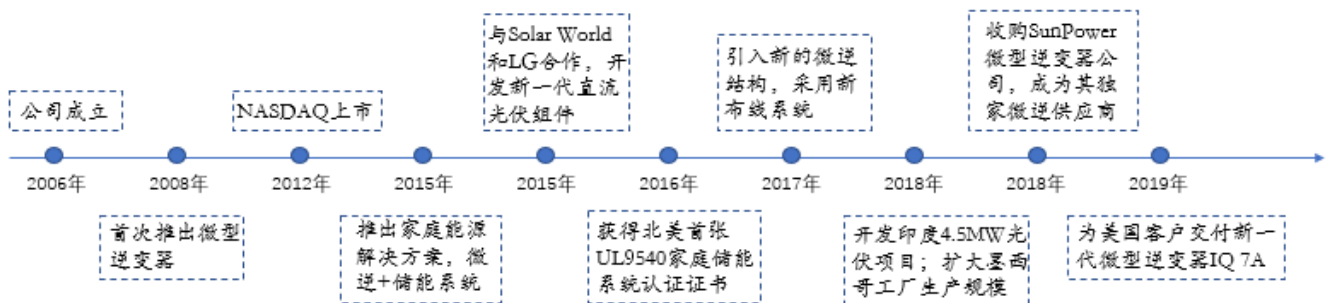 与Solar World
和LG合作，开
发新一代直流
光伏组件
收购SunPower
微型逆变器公
司，成为其独
家微逆供应商
引入新的微逆
结构，采用新
布线系统
公司成立
NASDAQ上市
2006年
2008年
2012年
2015年
2015年
2016年
2017年
2018年
2018年
2019年
首次推出微型
逆变器
推出家庭能源
解决方案，微
逆+储能系统
获得北美首张
UL9540家庭储能
系统认证证书
开发印度4.5MW光
伏项目；扩大墨西
哥工厂生产规模
为美国客户交付新一
代微型逆变器IQ 7A